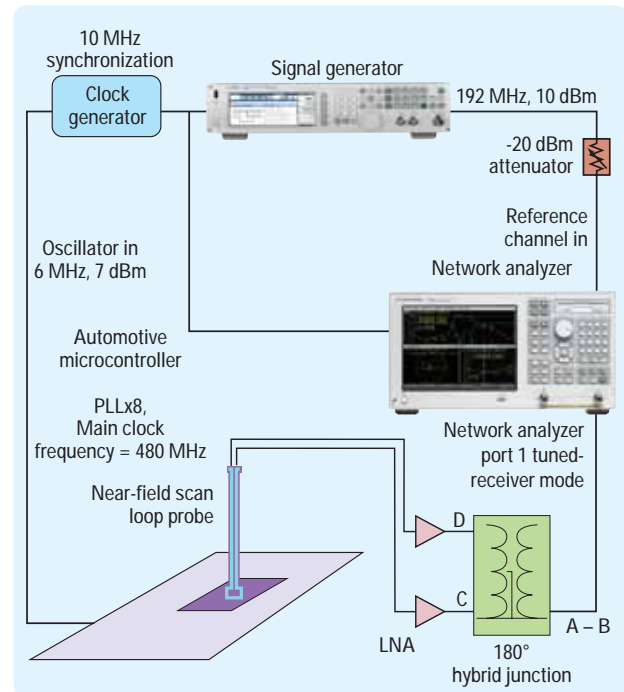 10 MHz
synchronization
Clock
generator
Signal generator
192 MHz, 10 dBm
-20 dBm
attenuator
Reference
channel in
Network analyzer
Oscillator in
6 MHz, 7 dBm
Automotive
microcontroller
PLLx8,
Main clock
frequency = 480 MHz
Near-field scan
loop probe
Network analyzer
port 1 tuned-
receiver mode
D
C
LNA
A – B
180°
hybrid junction